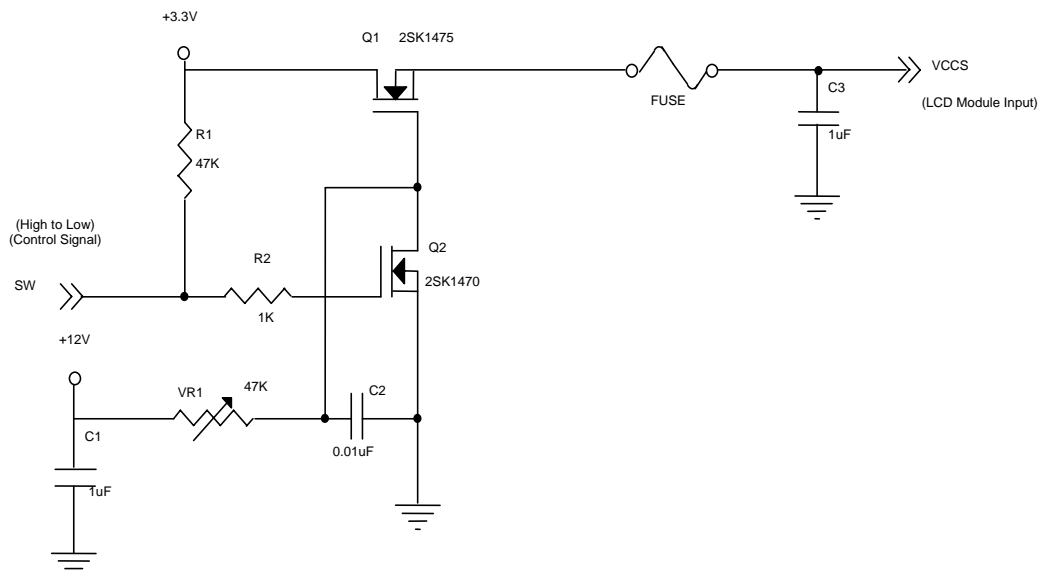 +3.3V
Q1 2SK1475
VCCS
FUSE
C3
(LCD Module Input)
1uF
R1
47K
(High to Low)
(Control Signal)
Q2
R2
2SK1470
SW
1K
+12V
VR1
47K
C2
C1
0.01uF
1uF